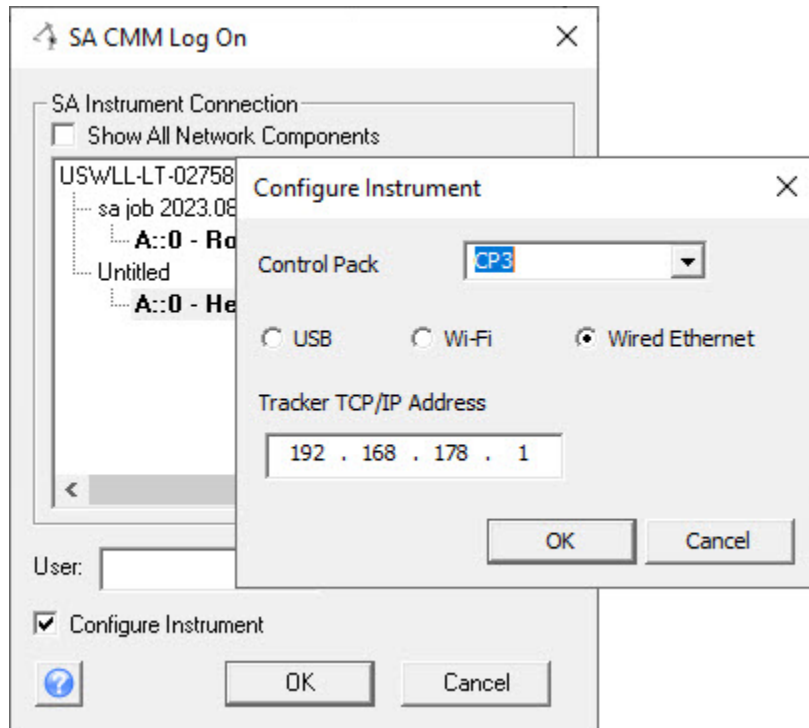 SA CMM Log On
SA Instrument Connection
Show All Network Components
USWLL-LT-02758
sa job 2023.08
A::0 - Ro
Untitled
A::0 - He
User:
Configure Instrument
OK
Cancel
Configure Instrument
Control Pack
CP3
USB
Wi-Fi
Wired Ethernet
Tracker TCP/IP Address
192 . 168 . 178 . 1
OK
Cancel